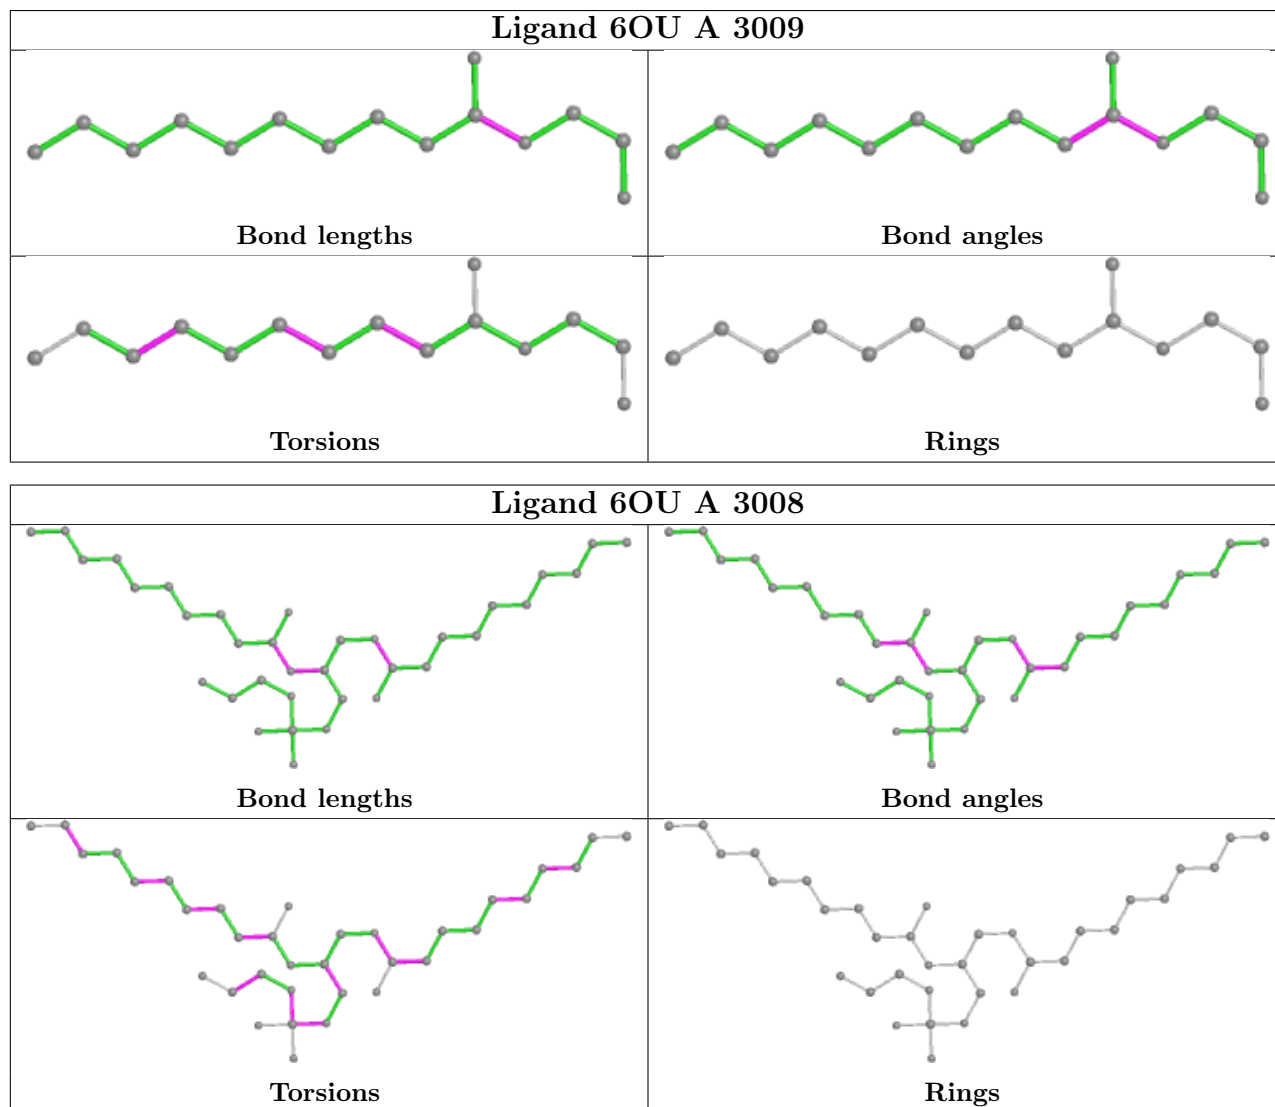 Ligand 6OU A 3009
Bond lengths
Bond angles
Torsions
Rings
Ligand 6OU A 3008
Bond lengths
Bond angles
Torsions
Rings